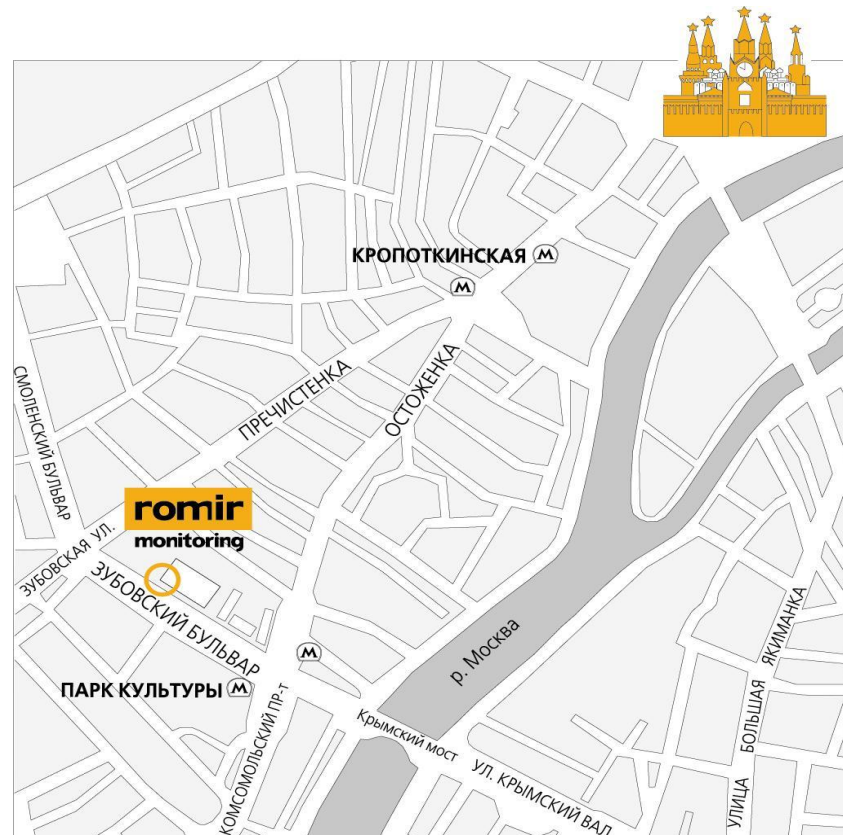 КРОПОТКИНСКАЯ М
М
ПРЕЧИСТЕНКА
ОСТОЖЕНКА
СМОЛЕНСКИЙ БУЛЬВАР
romir
monitoring
ЗУБОВСКАЯ УЛ.
ЗУБОВСКИЙ БУЛЬВАР
М
ПАРК КУЛЬТУРЫ М
КОМСОМОЛЬСКИЙ ПР-Т
р. Москва
Крымский мост
УЛ. КРЫМСКИЙ ВАЛ
УЛИЦА БОЛЬШАЯ ЯКИМАНКА